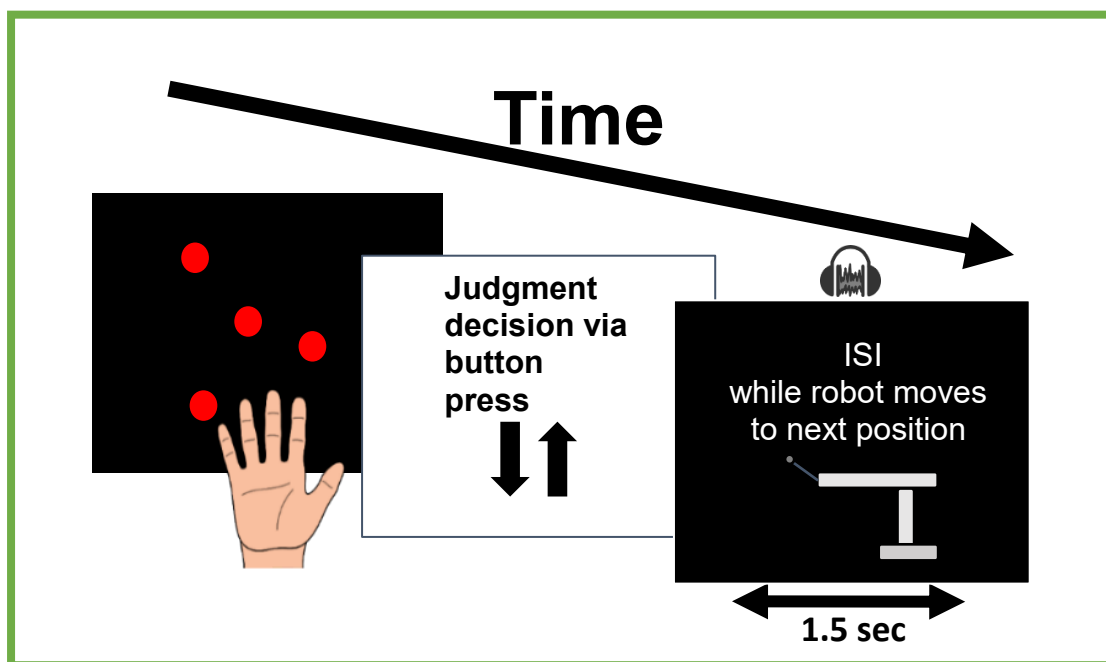 Time
Judgment
decision via
button
press
ISI
while robot moves
to next position
1.5 sec